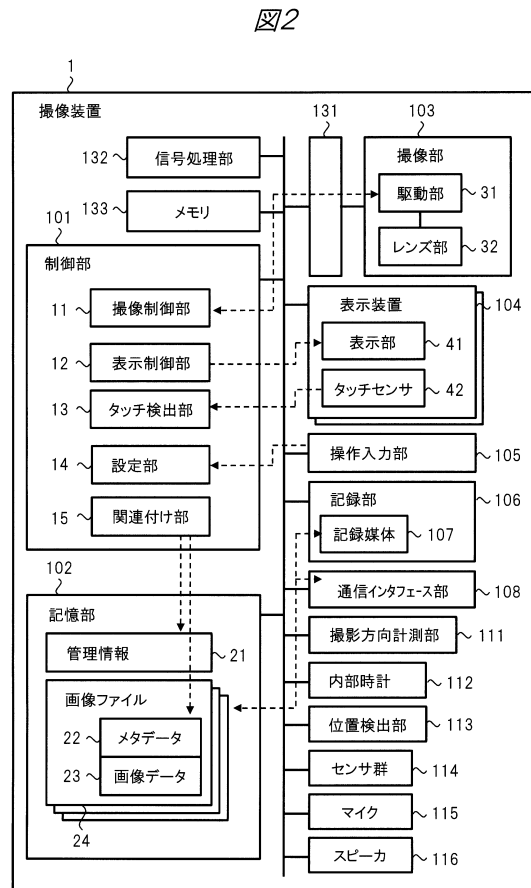 図2
1
撮像装置
132
信号処理部
133
メモリ
131
103
撮像部
駆動部
31
レンズ部
32
101
制御部
11
撮像制御部
12
表示制御部
13
タッチ検出部
14
設定部
15
関連付け部
表示装置
104
表示部
41
タッチセンサ
42
操作入力部
105
記録部
106
記録媒体
107
102
記憶部
管理情報
21
画像ファイル
22
メタデータ
23
画像データ
24
通信インタフェース部
108
撮影方向計測部
111
内部時計
112
位置検出部
113
センサ群
114
マイク
115
スピーカ
116